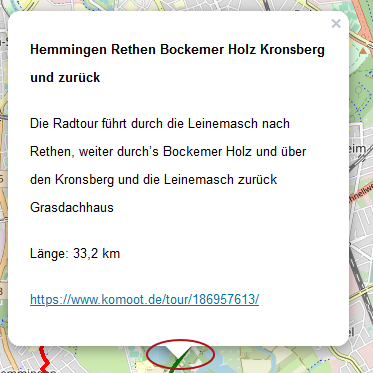 ×
Hemmingen Rethen Bockemer Holz Kronsberg
und zurück
Die Radtour führt durch die Leinemasch nach
Rethen, weiter durch's Bockemer Holz und über
den Kronsberg und die Leinemasch zurück
Grasdachhaus
Länge: 33,2 km
https://www.komoot.de/tour/186957613/